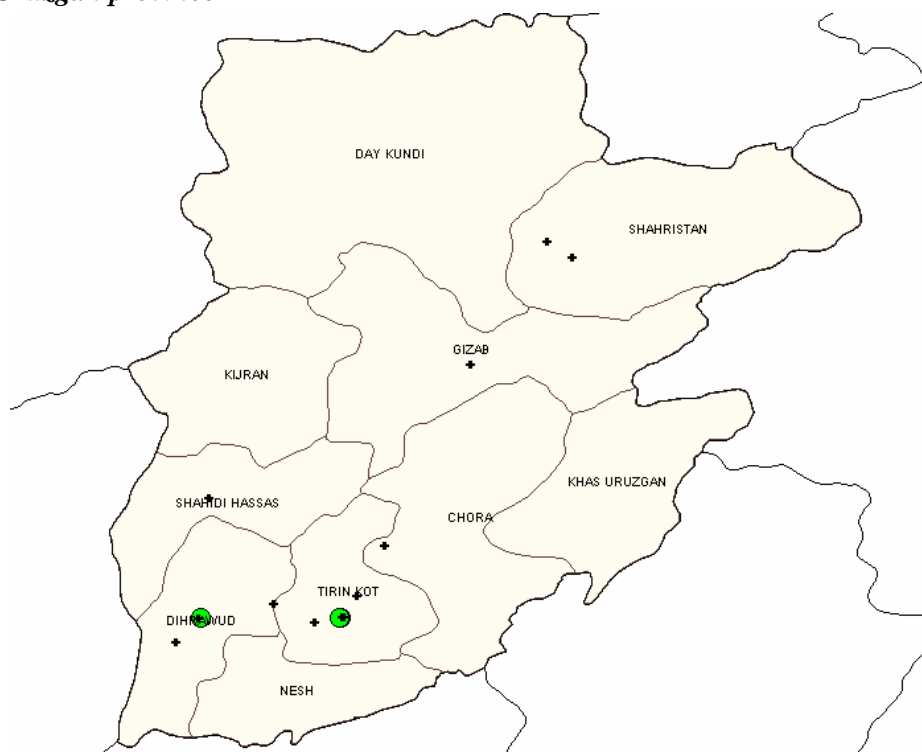 DAY KUNDI
SHAHRISTAN
GIZAB
KIJRAN
KHAS URUZGAN
SHAHIDI HASSAS
CHORA
TIRIN KOT
NESH